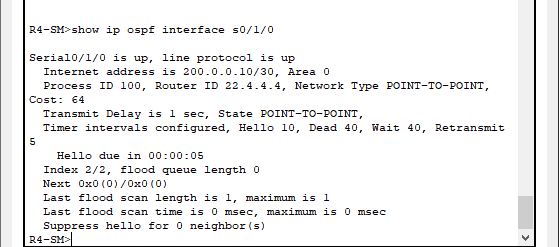 R4-SM>show ip ospf interface s0/1/0
Serial0/1/0 is up, line protocol is up
Internet address is 200.0.0.10/30, Area 0
Process ID 100, Router ID 22.4.4.4, Network Type POINT-TO-POINT,
Cost: 64
Transmit Delay is 1 sec, State POINT-TO-POINT,
Timer intervals configured, Hello 10, Dead 40, Wait 40, Retransmit
5
Hello due in 00:00:05
Index 2/2, flood queue length 0
Next 0x0(0)/0x0(0)
Last flood scan length is 1, maximum is 1
Last flood scan time is 0 msec, maximum is 0 msec
Suppress hello for 0 neighbor(s)
R4-SM>